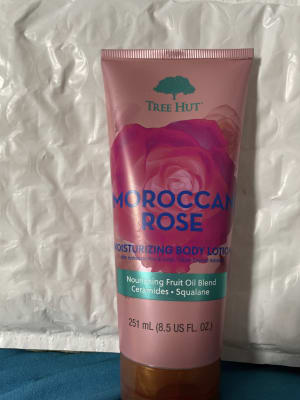 TREE HUT
MOROCCAN
ROSE
MOISTURIZING BODY LOTION
Nourishing Fruit Oil Blend
Ceramides • Squalane
251 mL (8.5 US FL. OZ.)